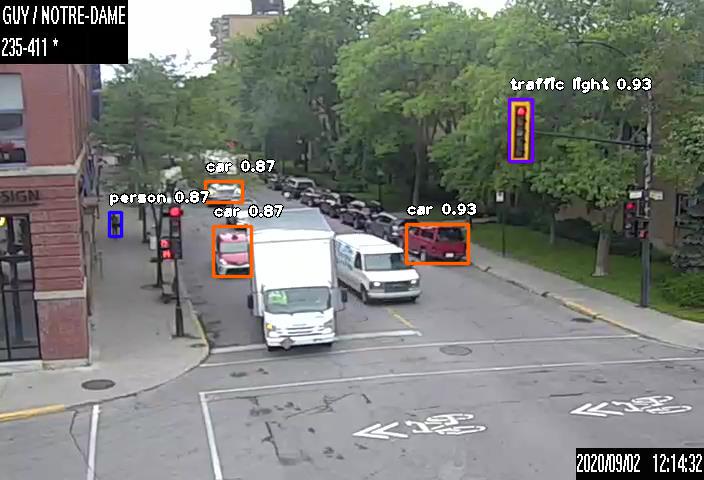 GUY / NOTRE-DAME
235-411 *
traffic light 0.93
car 0.87
person 0.87
car 0.87
car 0.93
SIGN
2020/09/02 12:14:32